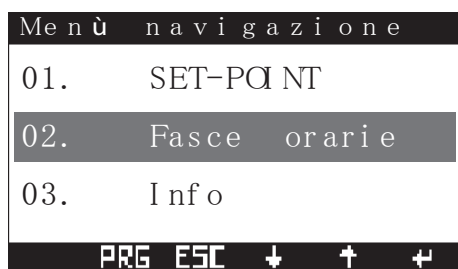 Menù navigazione
01. SET-POINT
02. Fasce orarie
03. Info
PRG ESC ↓ ↑ ↵